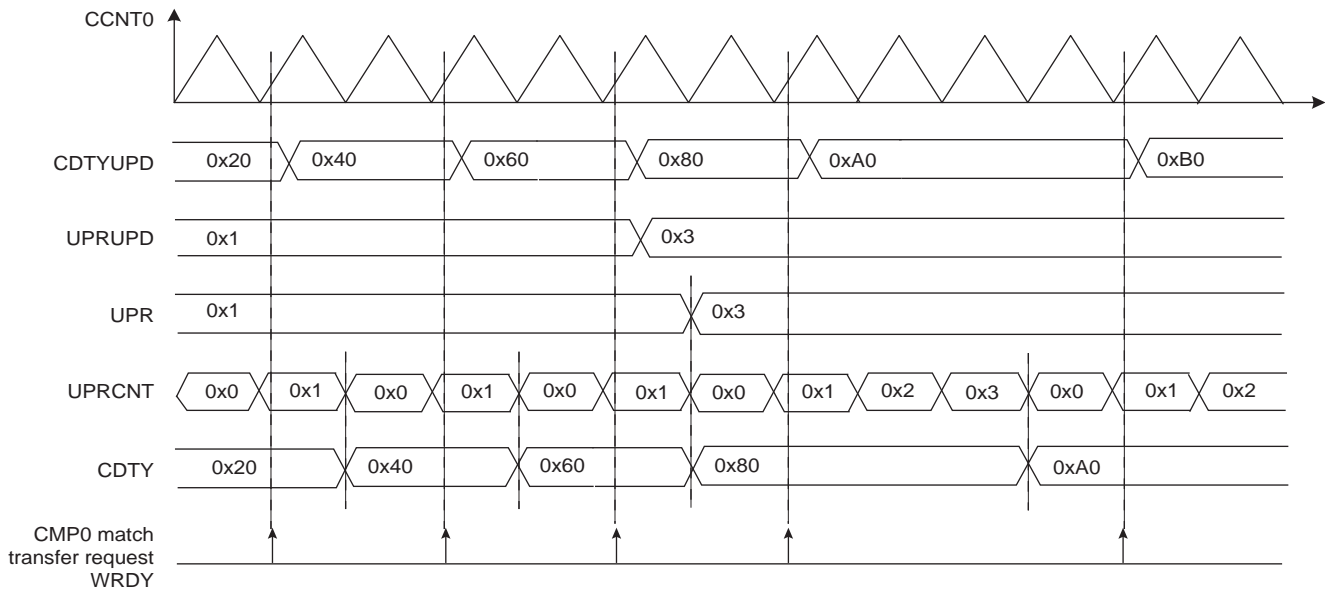 CCNT0
CDTYUPD 0x20 0x40 0x60 0x80 0xA0 0xB0
UPRUPD 0x1 0x3
UPR 0x1 0x3
UPRCNT 0x0 0x1 0x0 0x1 0x0 0x1 0x0 0x1 0x2 0x3 0x0 0x1 0x2
CDTY 0x20 0x40 0x60 0x80 0xA0
CMP0 match
transfer request
WRDY